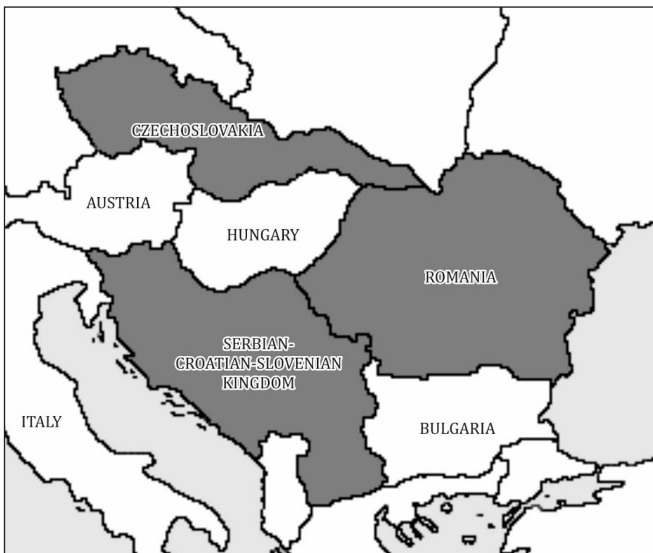 CZECHOSLOVAKIA
AUSTRIA
HUNGARY
ROMANIA
SERBIAN-
CROATIAN-SLOVENIAN
KINGDOM
ITALY
BULGARIA